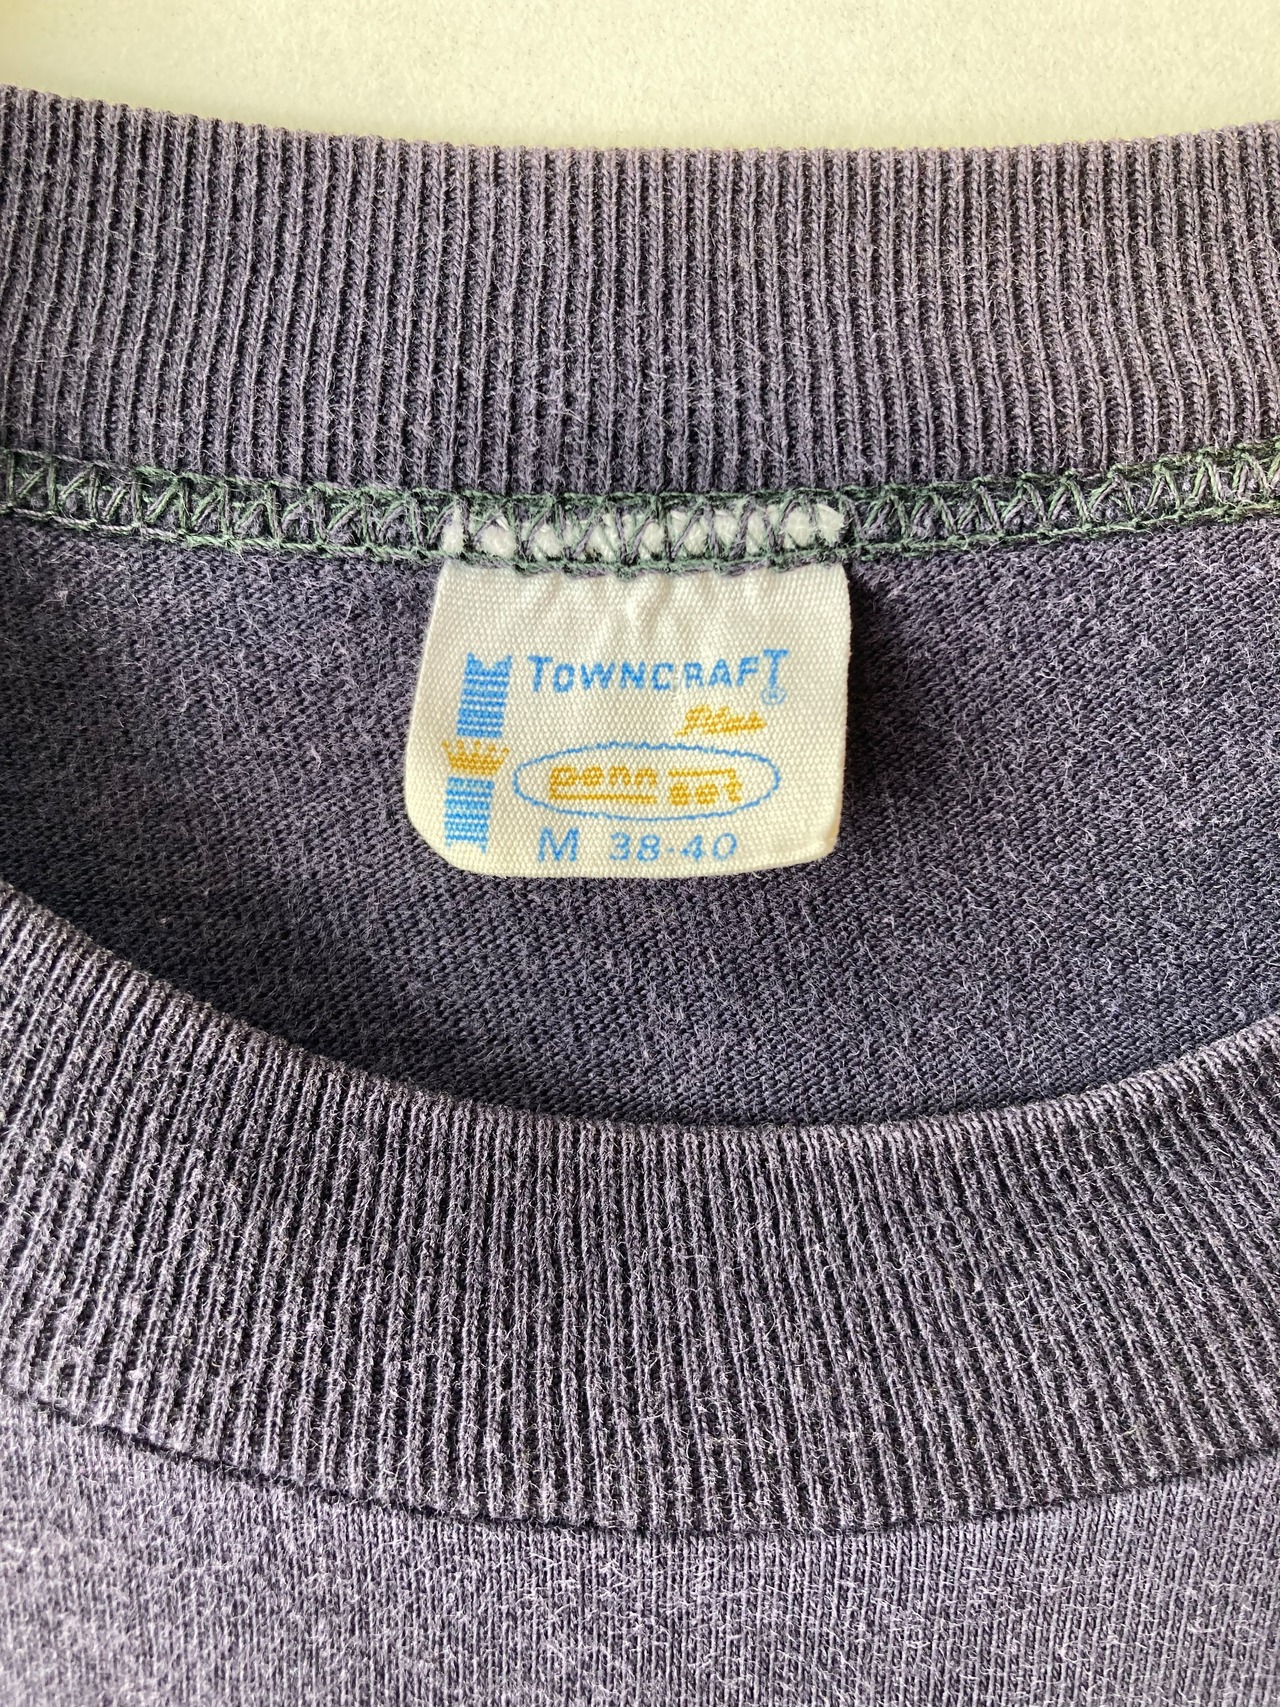 TOWNCRAFT
plus
penn
set
M 38-40